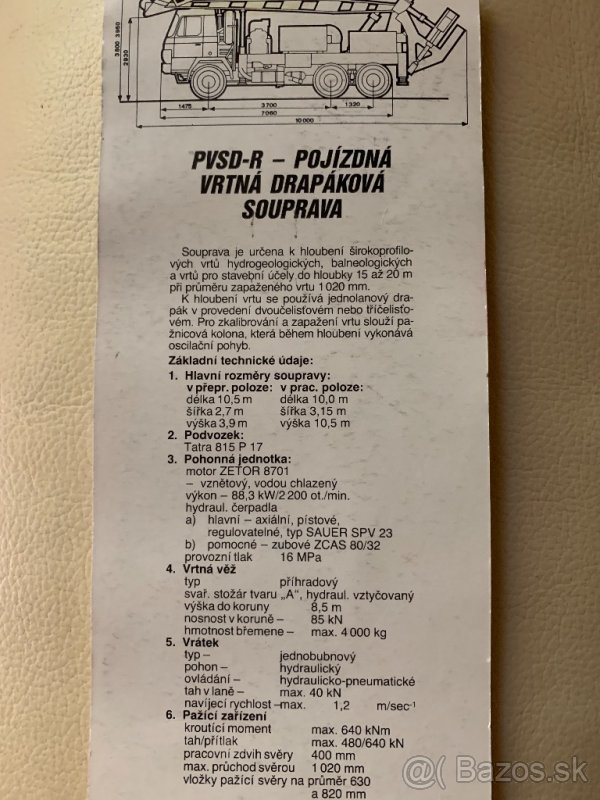 3 800
3 950
2930
1475
3 700
1320
7060
10 000
PVSD-R – POJÍZDNÁ
VRTNÁ DRAPÁKOVÁ
SOUPRAVA
Souprava je určena k hloubení širokoprofilo-
vých vrtů hydrogeologických, balneologických
a vrtů pro stavební účely do hloubky 15 až 20 m
při průměru zapaženého vrtu 1 020 mm.
K hloubení vrtu se používá jednolanový dra-
pák v provedení dvoučelisťovém nebo tříčelisťo-
vém. Pro zkalibrování a zapažení vrtu slouží pa-
žnicová kolona, která během hloubení vykonává
oscilační pohyb.
Základní technické údaje:
1. Hlavní rozměry soupravy:
v přepr. poloze: v prac. poloze:
délka 10,5 m délka 10,0 m
šířka 2,7 m šířka 3,15 m
výška 3,9 m výška 10,5 m
2. Podvozek:
Tatra 815 P 17
3. Pohonná jednotka:
motor ZETOR 8701
– vznětový, vodou chlazený
výkon – 88,3 kW/2 200 ot./min.
hydraul. čerpadla
a) hlavní – axiální, pístové,
regulovatelné, typ SAUER SPV 23
b) pomocné – zubové ZCAS 80/32
provozní tlak 16 MPa
4. Vrtná věž
typ příhradový
svař. stožár tvaru „A“, hydraul. vztyčovaný
výška do koruny 8,5 m
nosnost v koruně – 85 kN
hmotnost břemene – max. 4 000 kg
5. Vrátek
typ – jednobubnový
pohon – hydraulický
ovládání – hydraulicko-pneumatické
tah v laně – max. 40 kN
navíjecí rychlost – max. 1,2 m/sec⁻¹
6. Pažící zařízení
kroutící moment max. 640 kNm
tah/přítlak max. 480/640 kN
pracovní zdvih svěry 400 mm
max. průchod svěrou 1 020 mm
vložky pažící svěry na průměr 630
a 820 mm
Bazos.sk